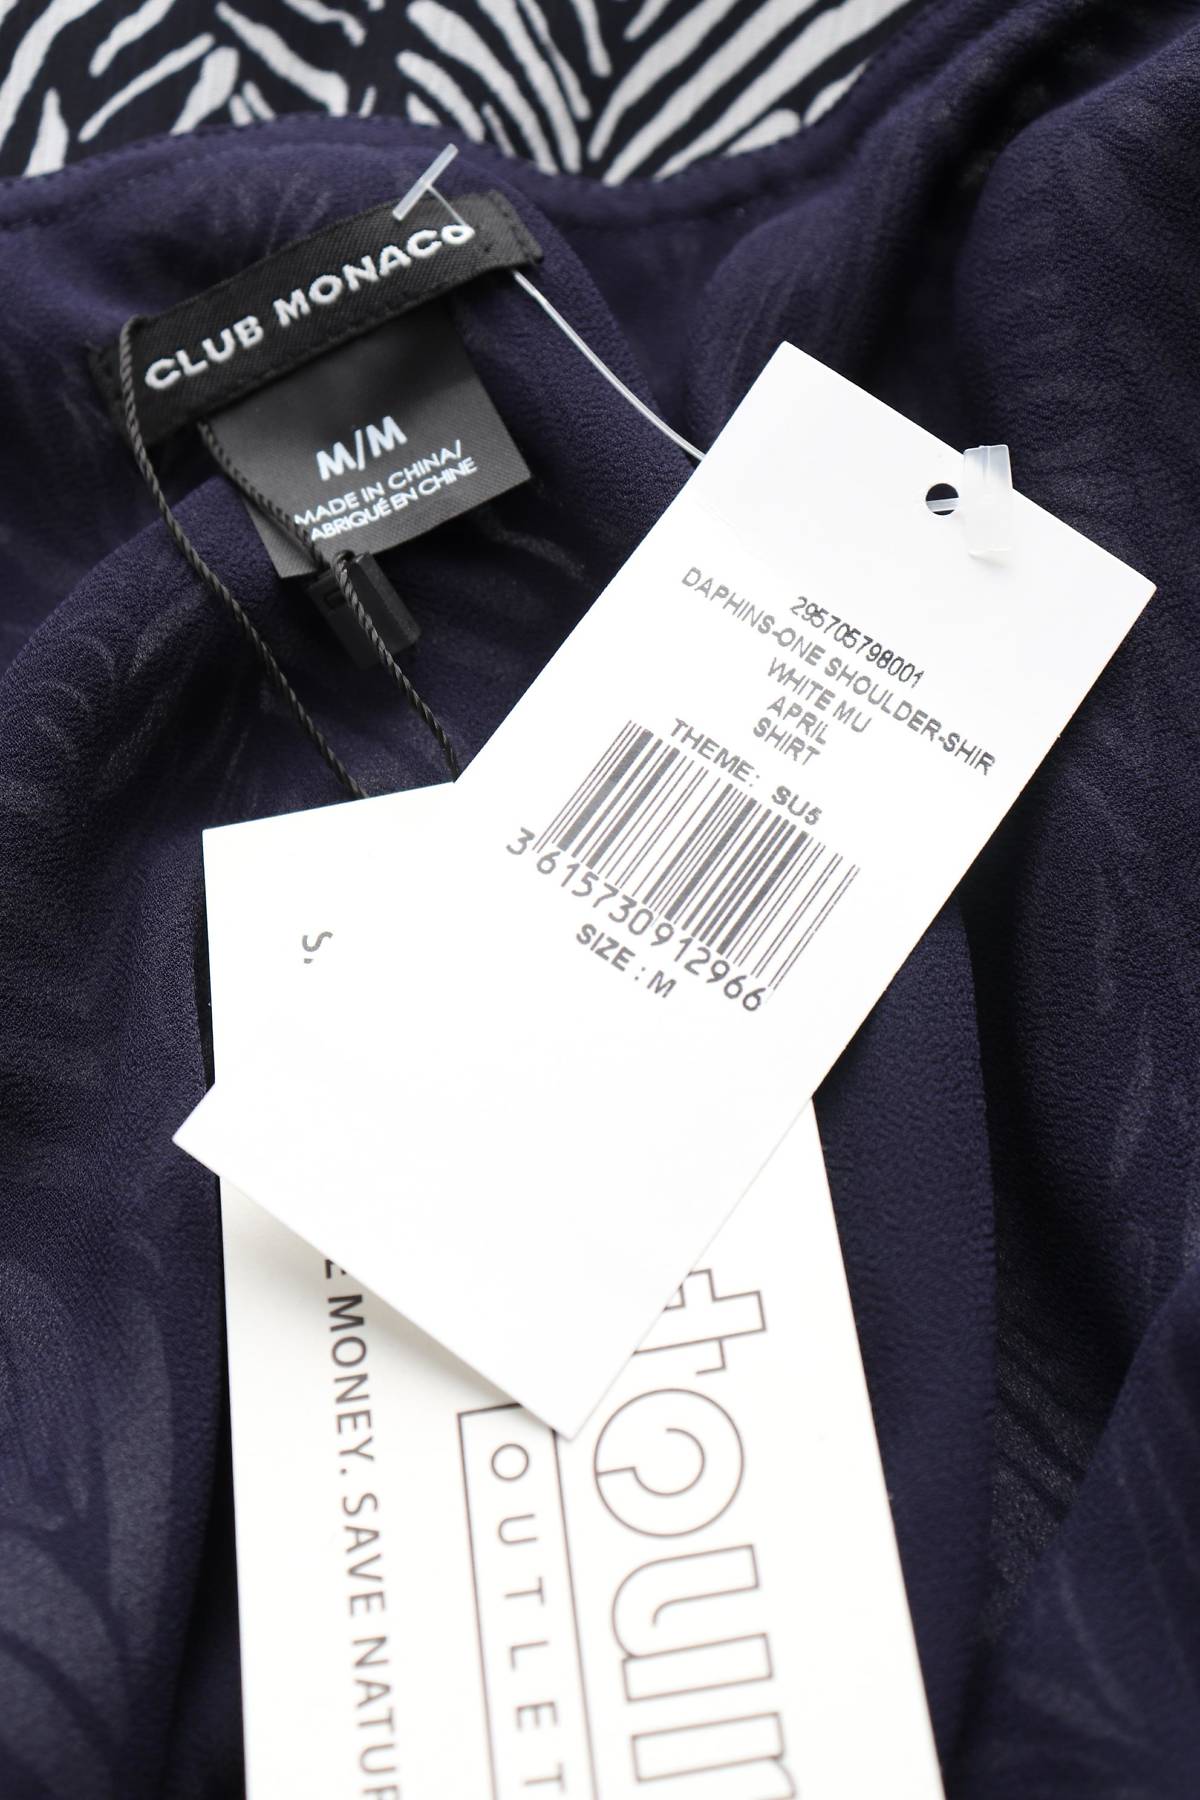 CLUB MONACO
M/M
MADE IN CHINA/
FABRIQUÉ EN CHINE
295705798001
DAPHINS-ONE SHOULDER-SHIR
WHITE MU
APRIL
SHIRT
THEME: SU5
3615730912966
SIZE : M
MONEY. SAVE NATUR
OUTLET